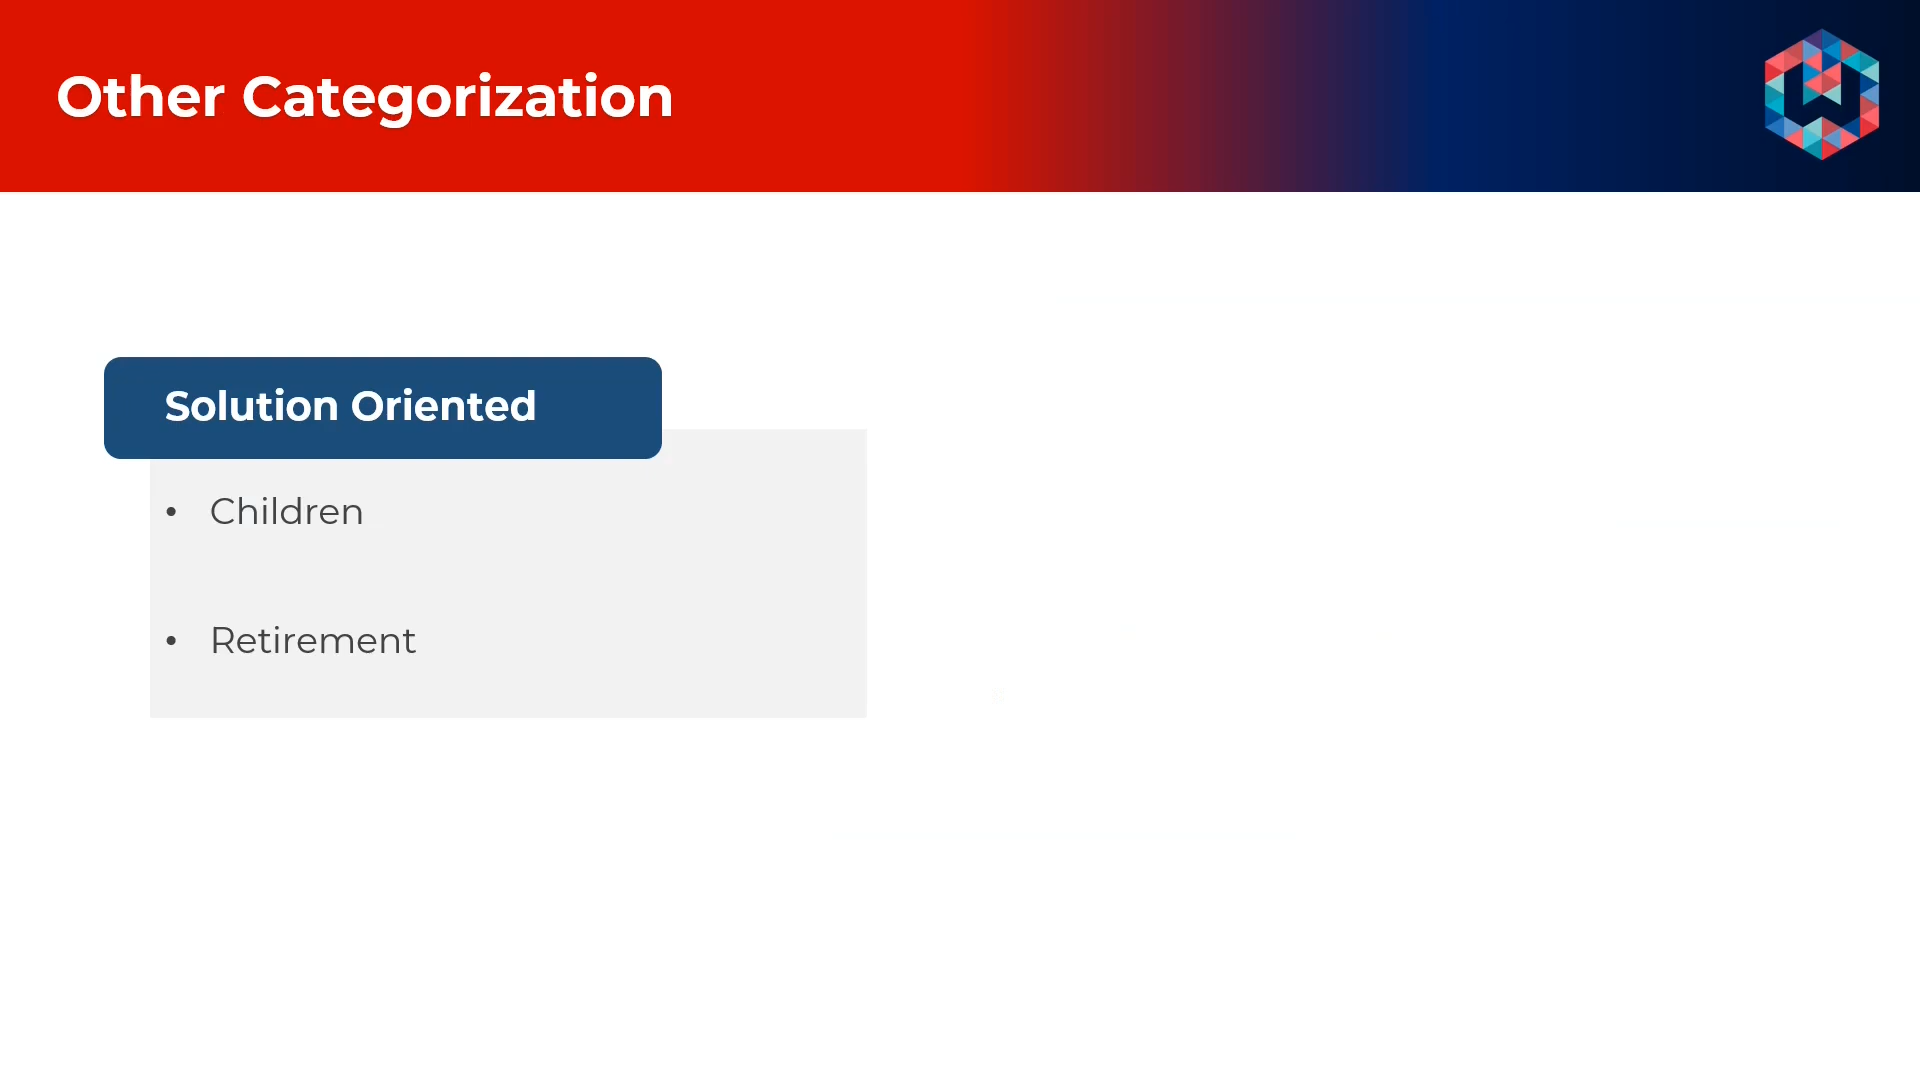 Other Categorization
Solution Oriented
• Children
• Retirement